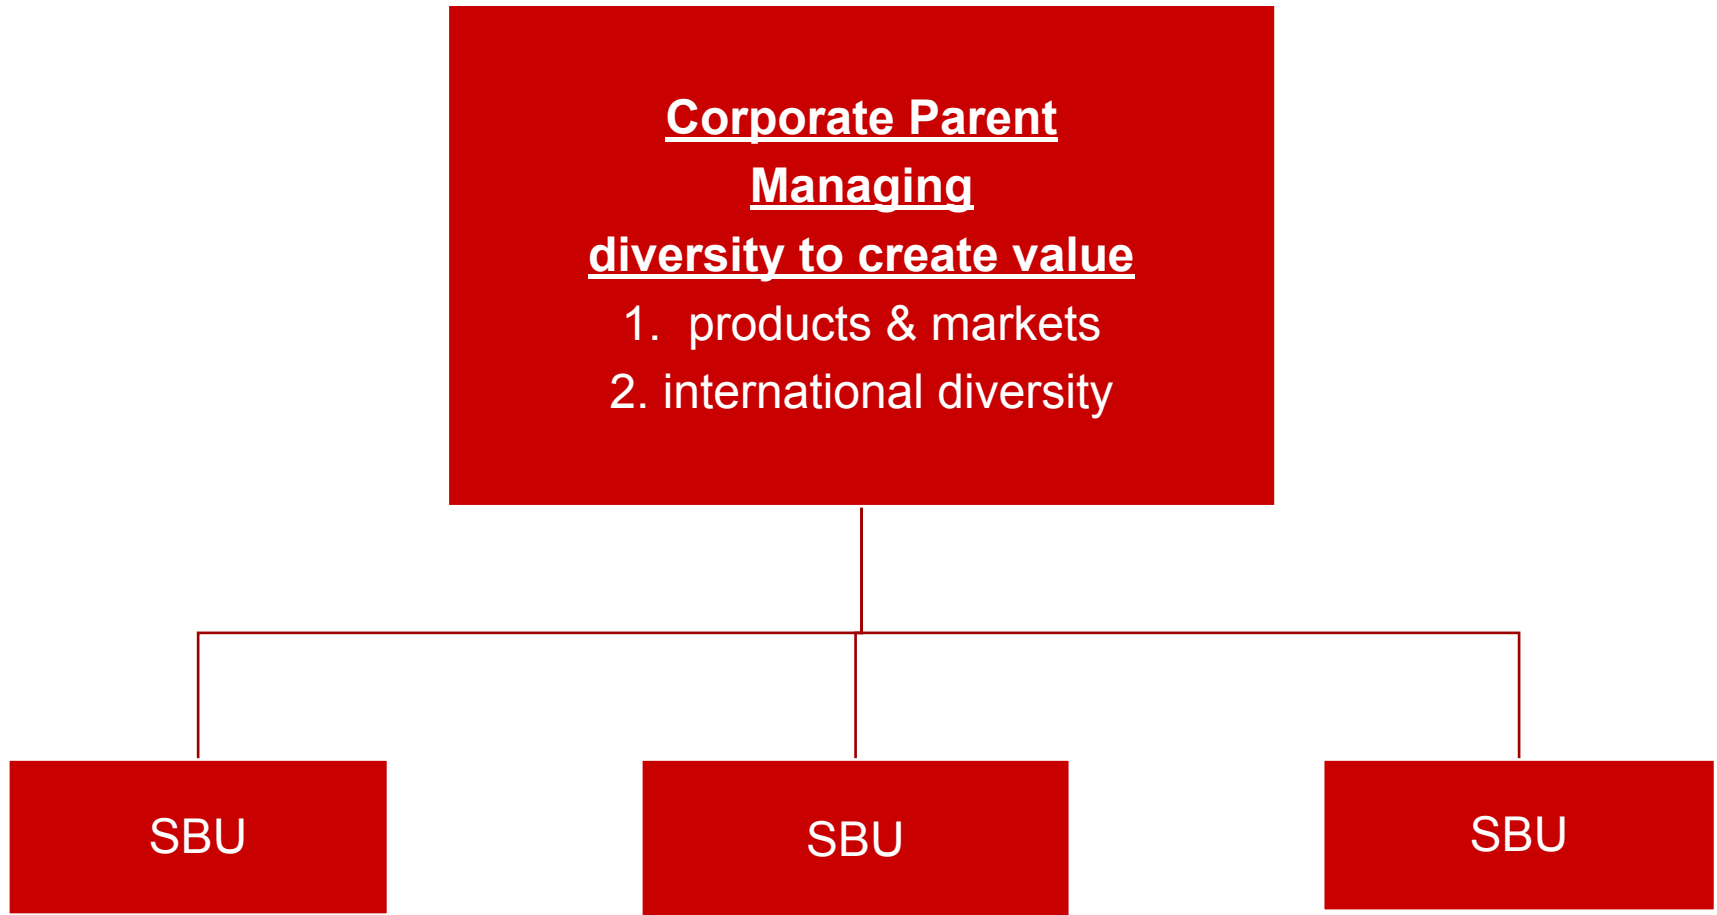 Corporate Parent
Managing
diversity to create value
1. products & markets
2. international diversity
SBU
SBU
SBU